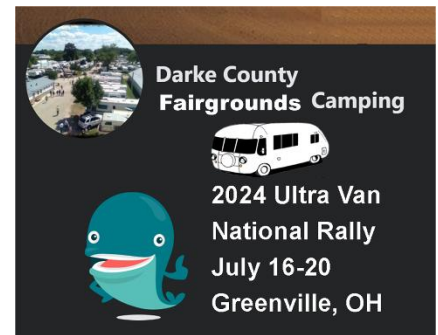 Darke County
Fairgrounds Camping
2024 Ultra Van
National Rally
July 16-20
Greenville, OH